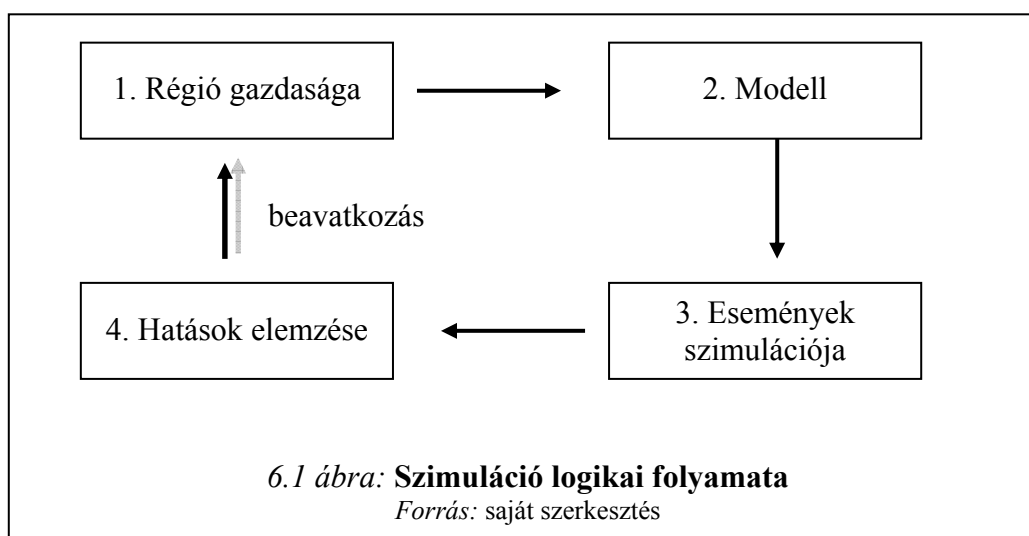 1. Régió gazdasága
2. Modell
beavatkozás
4. Hatások elemzése
3. Események
szimulációja
6.1 ábra: Szimuláció logikai folyamata
Forrás: saját szerkesztés